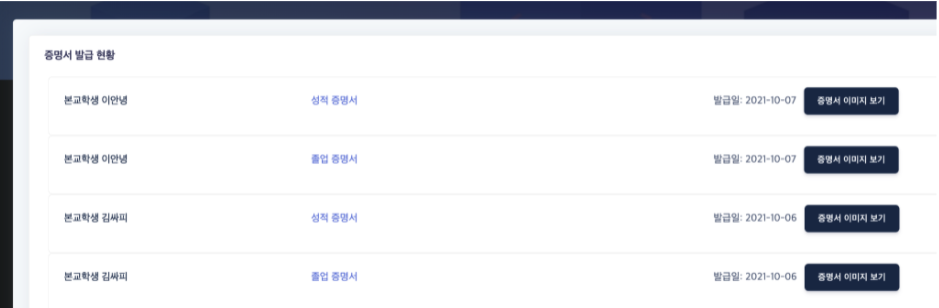 증명서 발급 현황
본교학생 이안녕 성적 증명서 발급일: 2021-10-07 증명서 이미지 보기
본교학생 이안녕 졸업 증명서 발급일: 2021-10-07 증명서 이미지 보기
본교학생 김싸피 성적 증명서 발급일: 2021-10-06 증명서 이미지 보기
본교학생 김싸피 졸업 증명서 발급일: 2021-10-06 증명서 이미지 보기